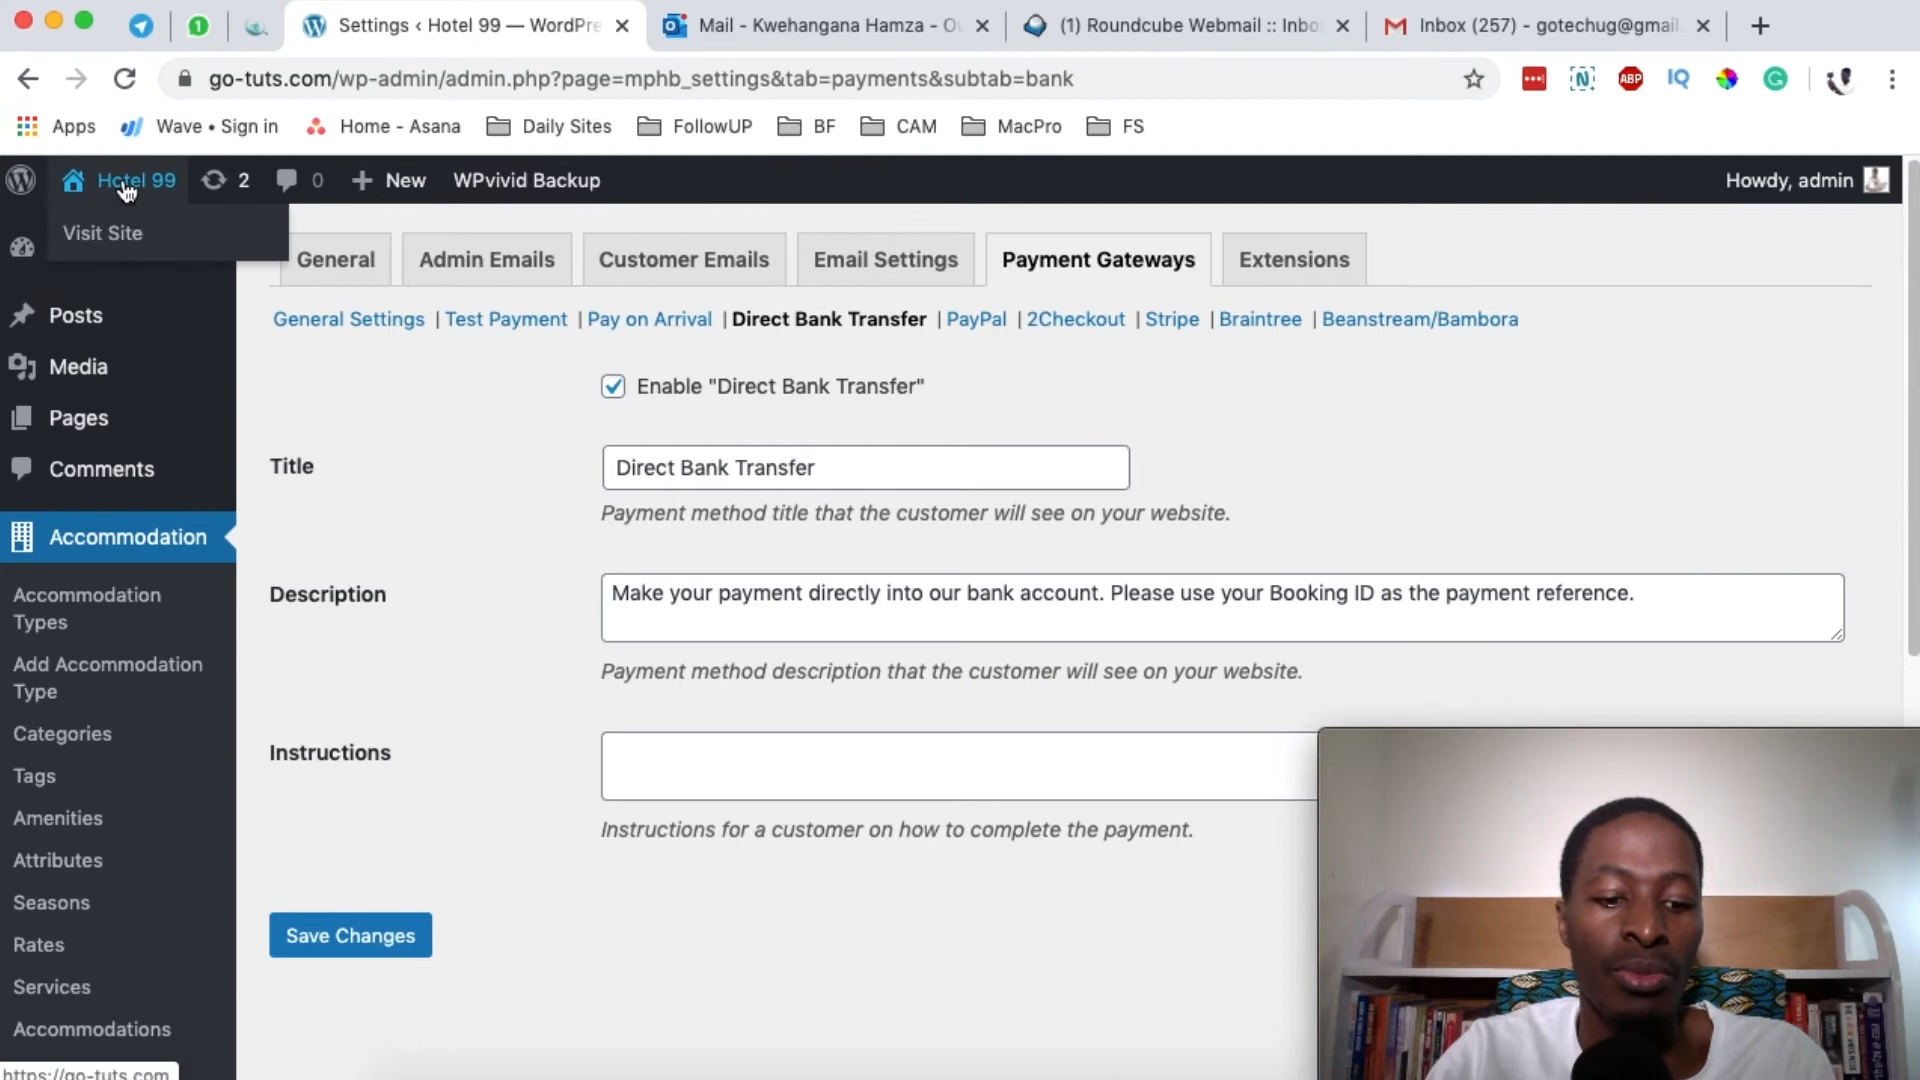 Settings ‹ Hotel 99 — WordPre
Mail - Kwehangana Hamza - Ou
(1) Roundcube Webmail :: Inbo
Inbox (257) - gotechug@gmail.
go-tuts.com/wp-admin/admin.php?page=mphb_settings&tab=payments&subtab=bank
ABP
IQ
Apps
Wave • Sign in
Home - Asana
Daily Sites
FollowUP
BF
CAM
MacPro
FS
Hotel 99
2
0
New
WPvivid Backup
Howdy, admin
Visit Site
General
Admin Emails
Customer Emails
Email Settings
Payment Gateways
Extensions
General Settings | Test Payment | Pay on Arrival | Direct Bank Transfer | PayPal | 2Checkout | Stripe | Braintree | Beanstream/Bambora
Posts
Media
Pages
Comments
Accommodation
Accommodation
Types
Add Accommodation
Type
Categories
Tags
Amenities
Attributes
Seasons
Rates
Services
Accommodations
Enable "Direct Bank Transfer"
Title
Direct Bank Transfer
Payment method title that the customer will see on your website.
Description
Make your payment directly into our bank account. Please use your Booking ID as the payment reference.
Payment method description that the customer will see on your website.
Instructions
Instructions for a customer on how to complete the payment.
Save Changes
https://go-tuts.com